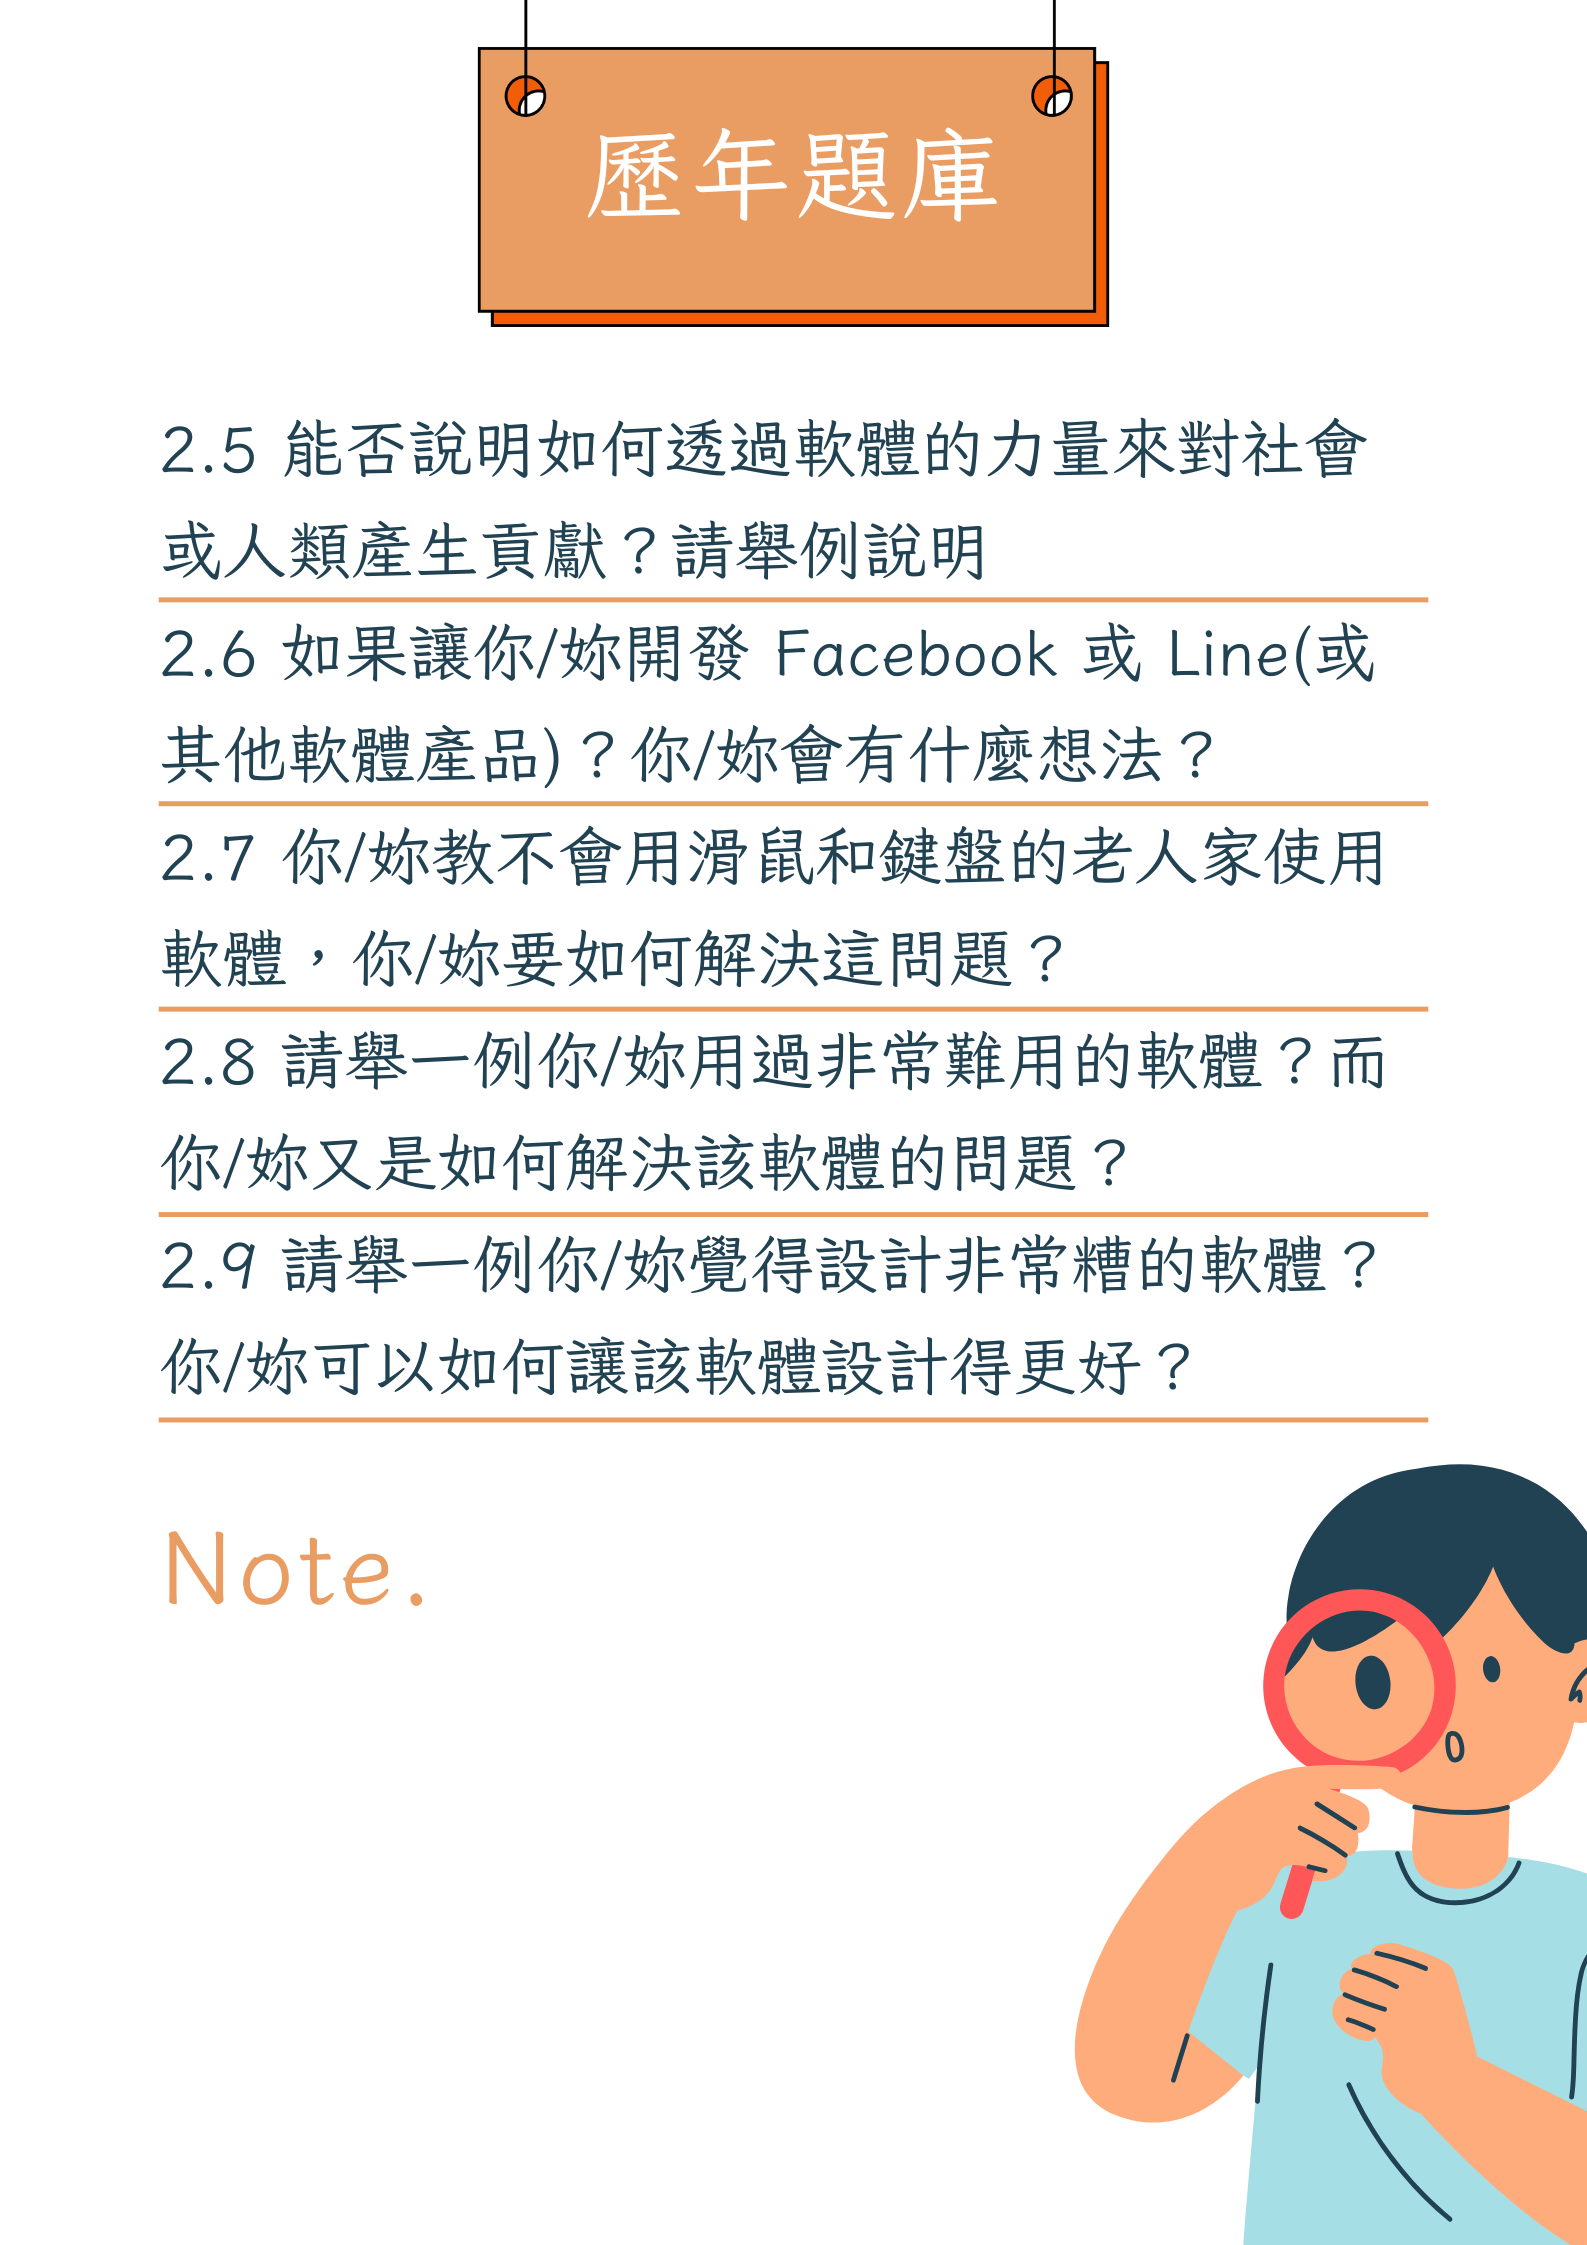 歷年題庫
2.5 能否說明如何透過軟體的力量來對社會
或人類產生貢獻？請舉例說明
2.6 如果讓你/妳開發 Facebook 或 Line(或
其他軟體產品)？你/妳會有什麼想法？
2.7 你/妳教不會用滑鼠和鍵盤的老人家使用
軟體，你/妳要如何解決這問題？
2.8 請舉一例你/妳用過非常難用的軟體？而
你/妳又是如何解決該軟體的問題？
2.9 請舉一例你/妳覺得設計非常糟的軟體？
你/妳可以如何讓該軟體設計得更好？
Note.